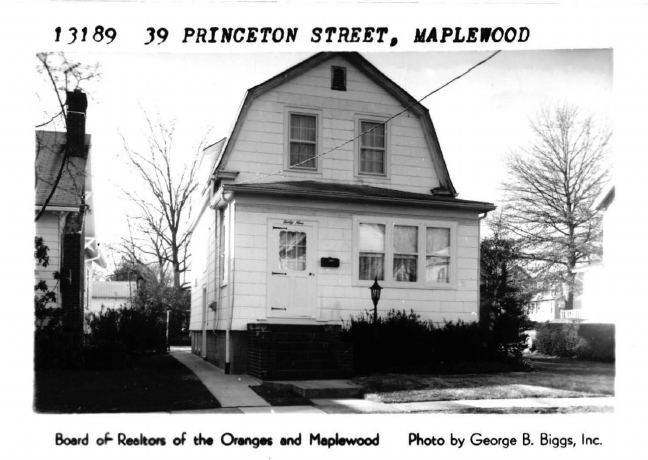 13189 39 PRINCETON STREET, MAPLEWOOD
Board of Realtors of the Oranges and Maplewood Photo by George B. Biggs, Inc.